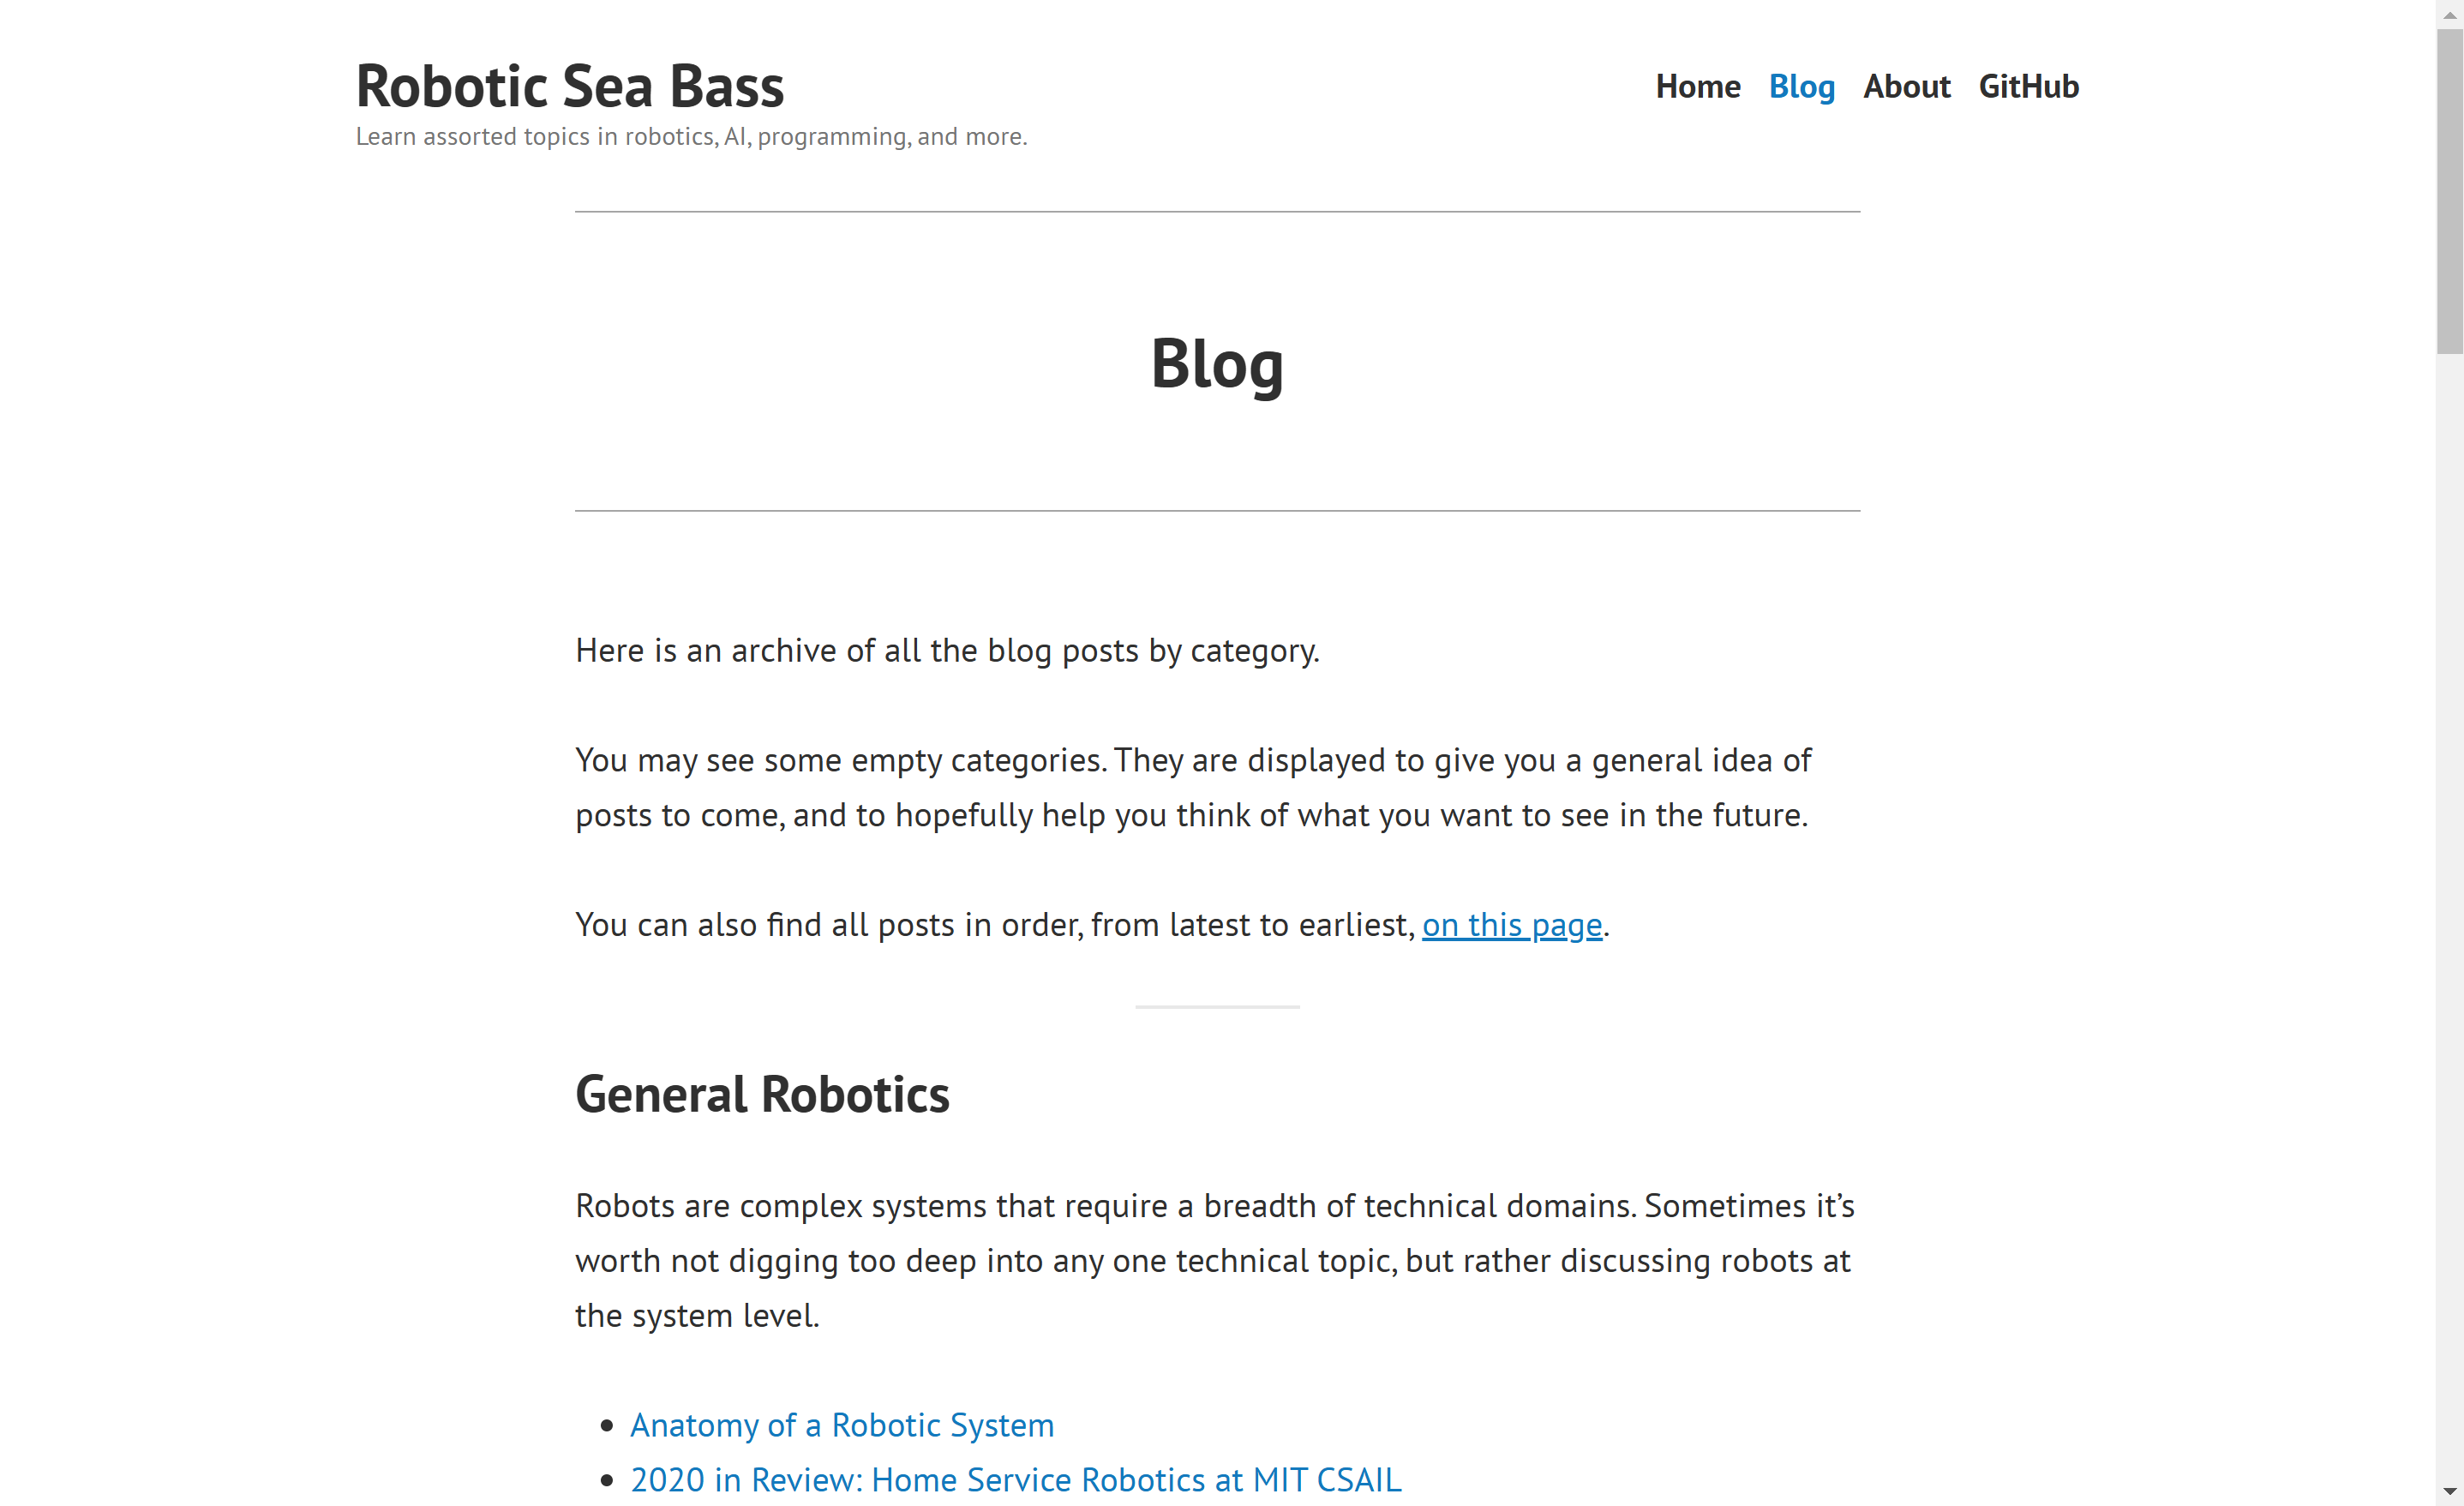 Robotic Sea Bass
Learn assorted topics in robotics, AI, programming, and more.
Home Blog About GitHub
Blog
Here is an archive of all the blog posts by category.
You may see some empty categories. They are displayed to give you a general idea of
posts to come, and to hopefully help you think of what you want to see in the future.
You can also find all posts in order, from latest to earliest, on this page.
General Robotics
Robots are complex systems that require a breadth of technical domains. Sometimes it’s
worth not digging too deep into any one technical topic, but rather discussing robots at
the system level.
• Anatomy of a Robotic System
• 2020 in Review: Home Service Robotics at MIT CSAIL